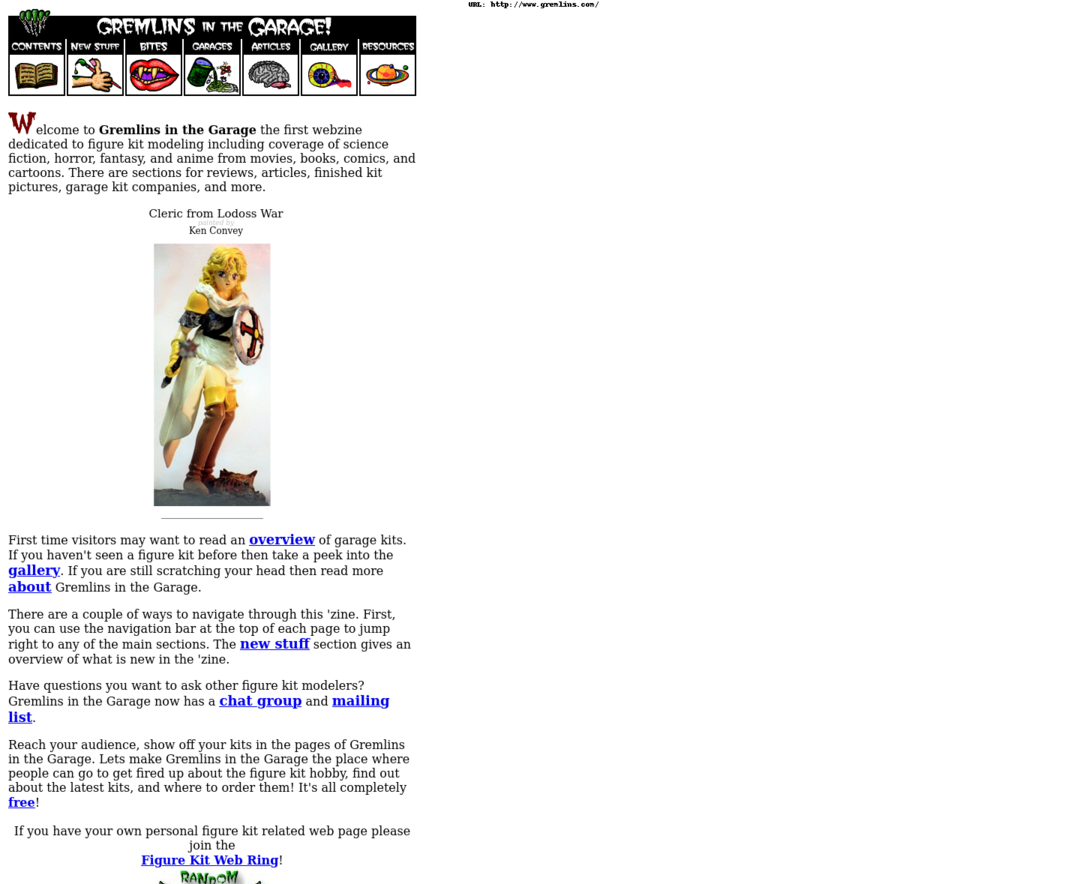 URL: http://www.gremlins.com/
GREMLINS IN THE GARAGE!
CONTENTS NEW STUFF BITES GARAGES ARTICLES GALLERY RESOURCES
Welcome to Gremlins in the Garage the first webzine
dedicated to figure kit modeling including coverage of science
fiction, horror, fantasy, and anime from movies, books, comics, and
cartoons. There are sections for reviews, articles, finished kit
pictures, garage kit companies, and more.
Cleric from Lodoss War
painted by
Ken Convey
First time visitors may want to read an overview of garage kits.
If you haven't seen a figure kit before then take a peek into the
gallery. If you are still scratching your head then read more
about Gremlins in the Garage.
There are a couple of ways to navigate through this 'zine. First,
you can use the navigation bar at the top of each page to jump
right to any of the main sections. The new stuff section gives an
overview of what is new in the 'zine.
Have questions you want to ask other figure kit modelers?
Gremlins in the Garage now has a chat group and mailing
list.
Reach your audience, show off your kits in the pages of Gremlins
in the Garage. Lets make Gremlins in the Garage the place where
people can go to get fired up about the figure kit hobby, find out
about the latest kits, and where to order them! It's all completely
free!
If you have your own personal figure kit related web page please
join the
Figure Kit Web Ring!
RANDOM